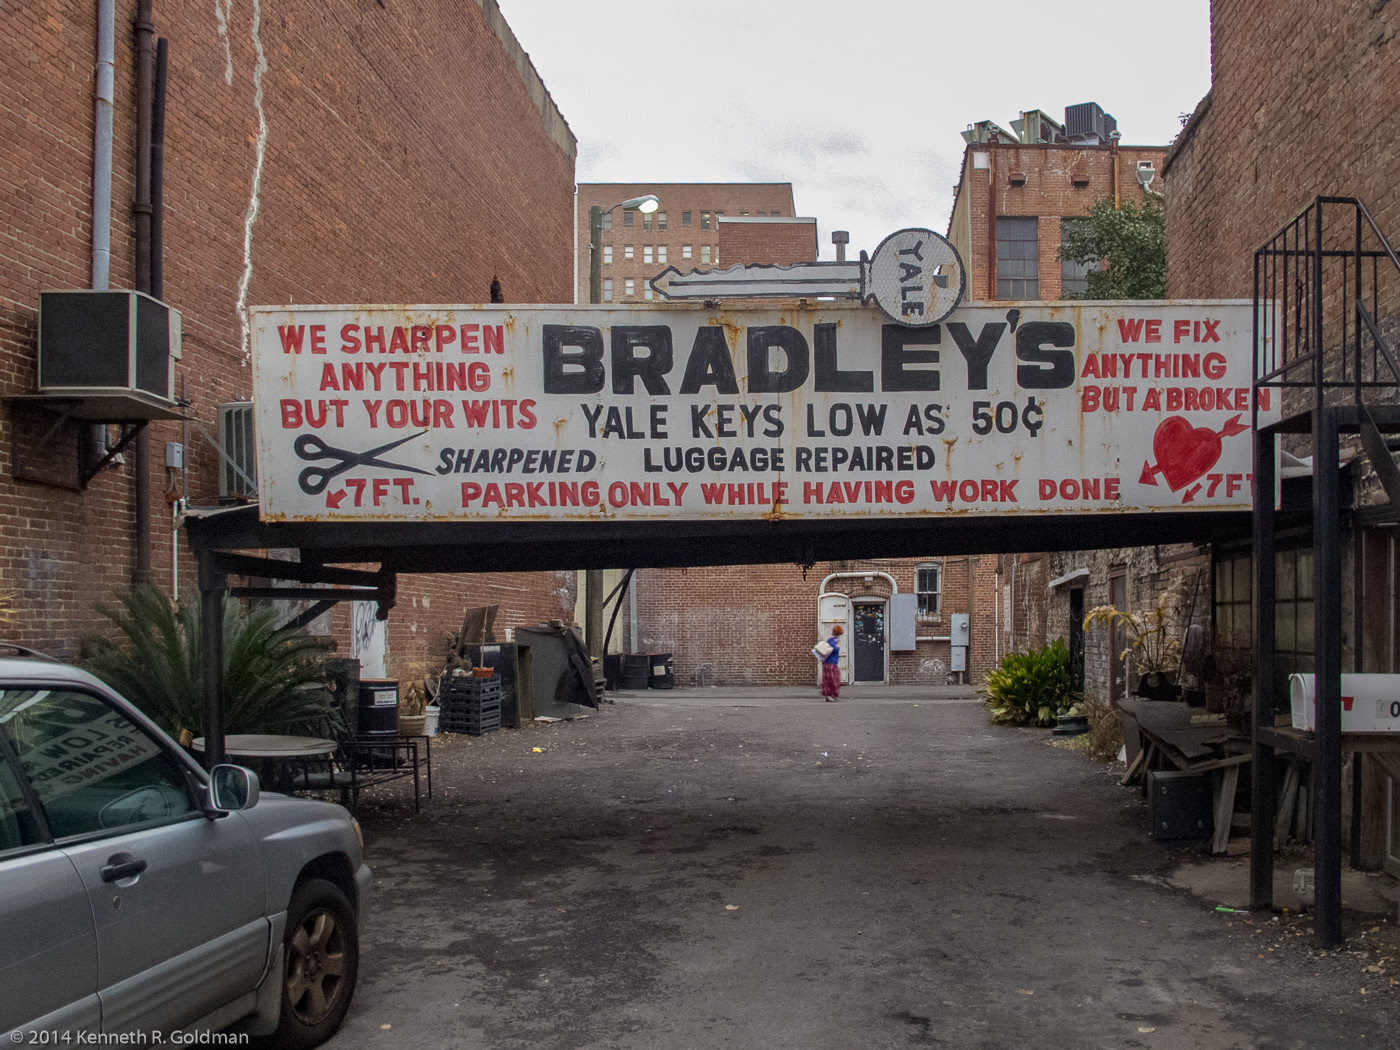 YALE
WE SHARPEN
ANYTHING
BUT YOUR WITS
BRADLEY'S
WE FIX
ANYTHING
BUT A BROKEN
YALE KEYS LOW AS 50¢
SHARPENED LUGGAGE REPAIRED
7FT. PARKING ONLY WHILE HAVING WORK DONE 7FT
© 2014 Kenneth R. Goldman